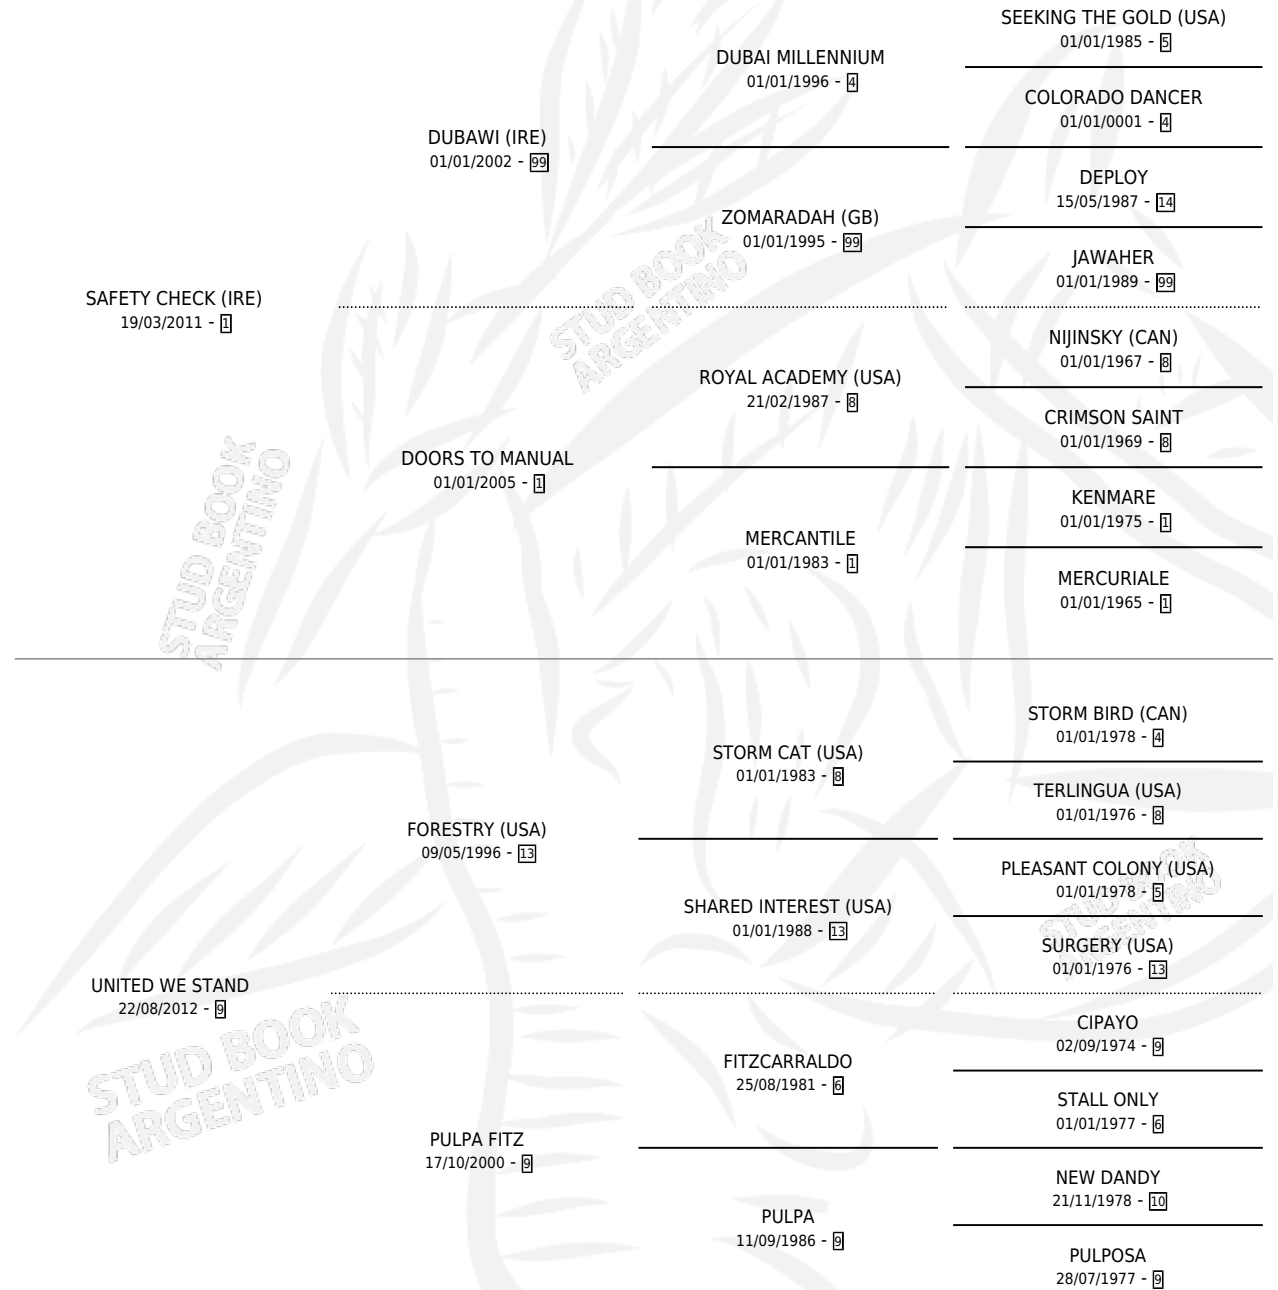 SEEKING THE GOLD (USA)
01/01/1985 - 5
DUBAI MILLENNIUM
01/01/1996 - 4
COLORADO DANCER
01/01/0001 - 4
DUBAWI (IRE)
01/01/2002 - 99
DEPLOY
15/05/1987 - 14
ZOMARADAH (GB)
01/01/1995 - 99
JAWAHER
01/01/1989 - 99
SAFETY CHECK (IRE)
19/03/2011 - 1
NIJINSKY (CAN)
01/01/1967 - 8
ROYAL ACADEMY (USA)
21/02/1987 - 8
CRIMSON SAINT
01/01/1969 - 8
DOORS TO MANUAL
01/01/2005 - 1
KENMARE
01/01/1975 - 1
MERCANTILE
01/01/1983 - 1
MERCURIALE
01/01/1965 - 1
STORM BIRD (CAN)
01/01/1978 - 4
STORM CAT (USA)
01/01/1983 - 8
TERLINGUA (USA)
01/01/1976 - 8
FORESTRY (USA)
09/05/1996 - 13
PLEASANT COLONY (USA)
01/01/1978 - 5
SHARED INTEREST (USA)
01/01/1988 - 13
SURGERY (USA)
01/01/1976 - 13
UNITED WE STAND
22/08/2012 - 9
CIPAYO
02/09/1974 - 9
FITZCARRALDO
25/08/1981 - 6
STALL ONLY
01/01/1977 - 6
PULPA FITZ
17/10/2000 - 9
NEW DANDY
21/11/1978 - 10
PULPA
11/09/1986 - 9
PULPOSA
28/07/1977 - 9
STUD BOOK
ARGENTINO
STUD BOOK
ARGENTINO
STUD BOOK
ARGENTINO
STUD BOOK
ARGENTINO